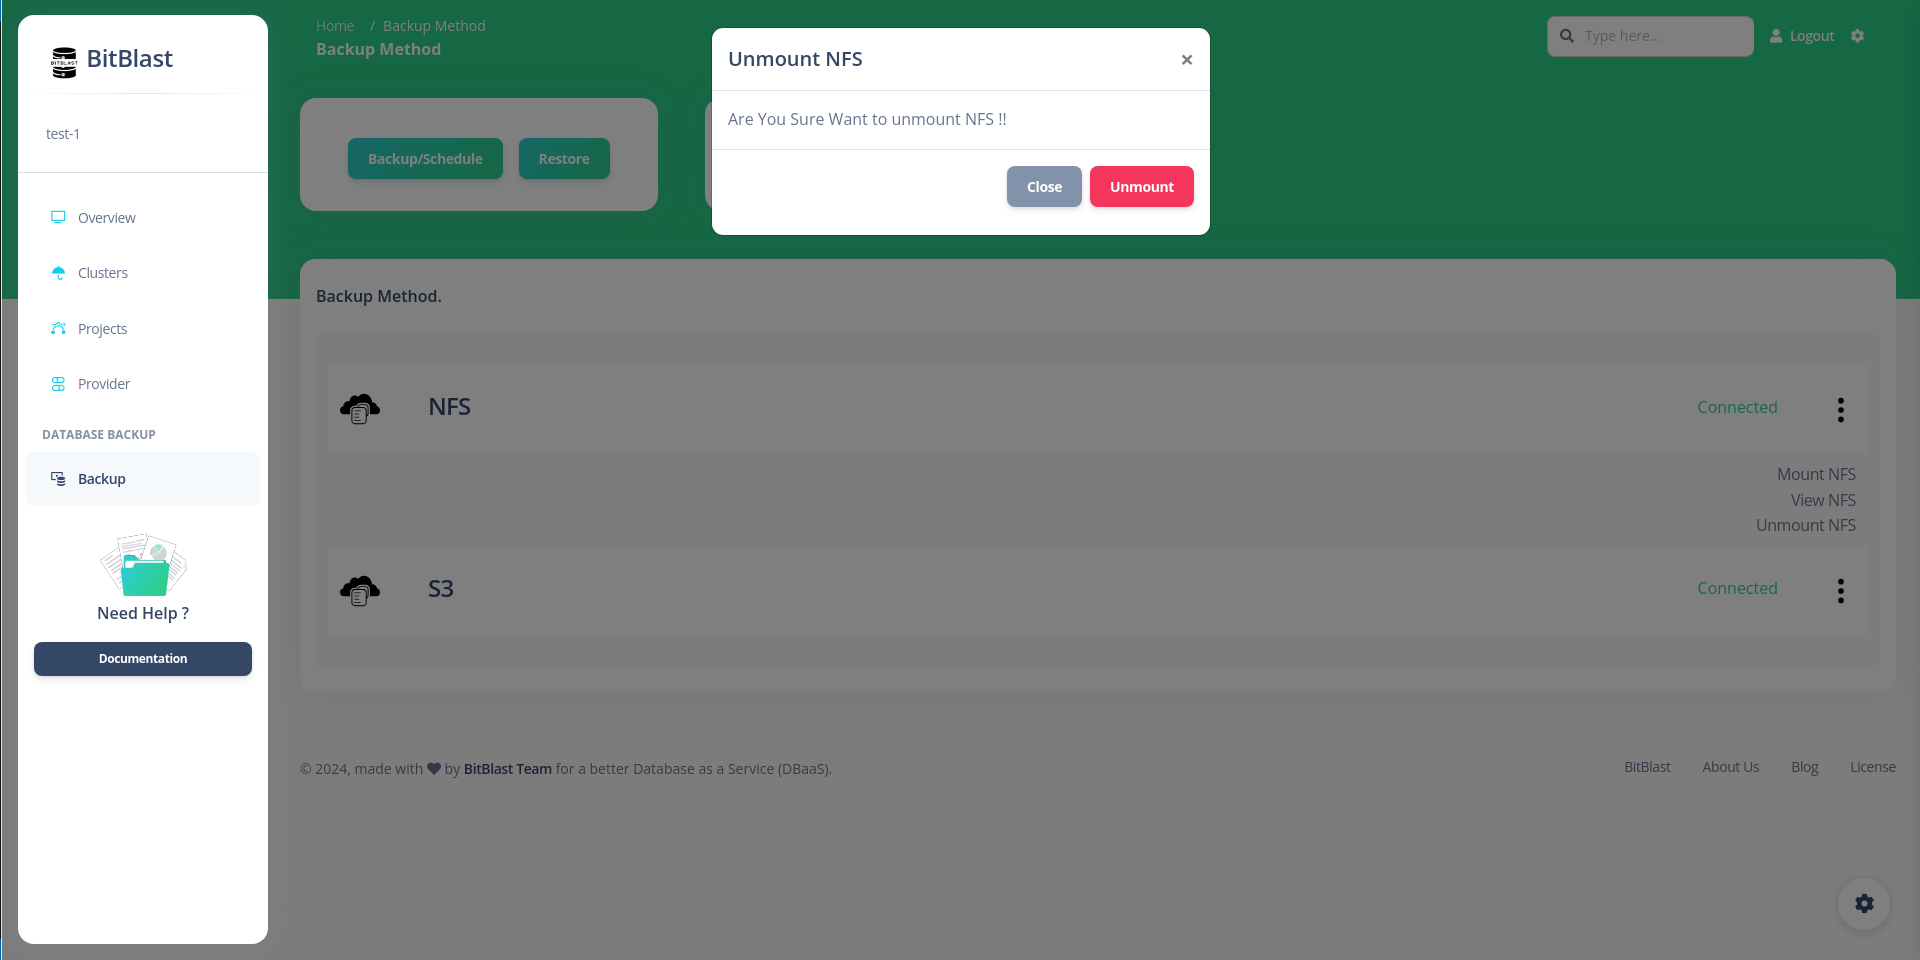 BitBlast
BITBLAST
test-1
Overview
Clusters
Projects
Provider
DATABASE BACKUP
Backup
Need Help ?
Documentation
Home / Backup Method
Backup Method
Type here...
Logout
Backup/Schedule
Restore
Unmount NFS
×
Are You Sure Want to unmount NFS !!
Close
Unmount
Backup Method.
NFS
Connected
Mount NFS
View NFS
Unmount NFS
S3
Connected
© 2024, made with by BitBlast Team for a better Database as a Service (DBaaS).
BitBlast
About Us
Blog
License